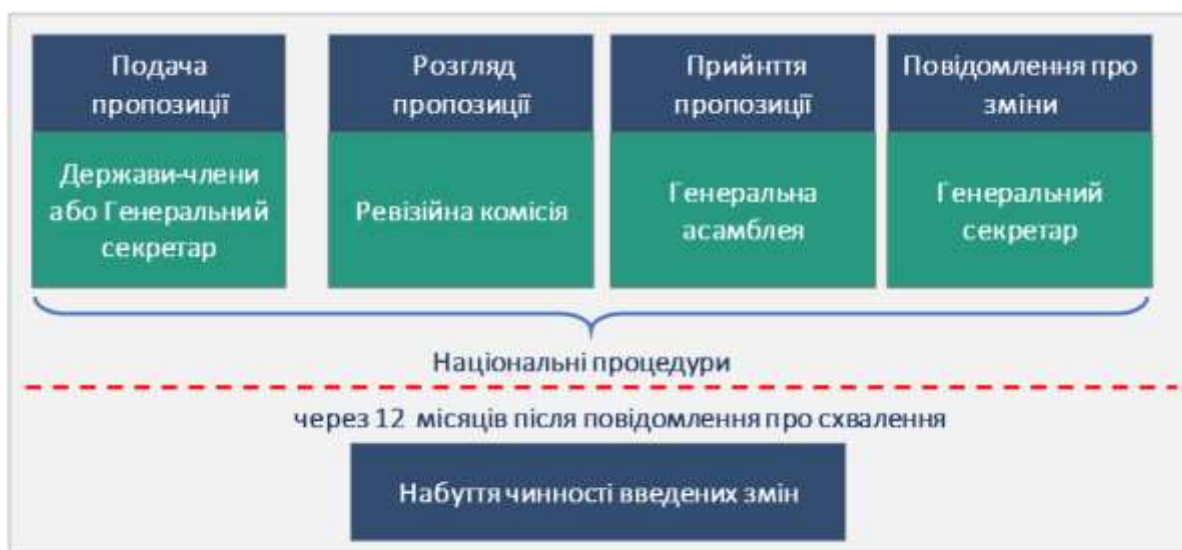 Подача
пропозиції
Розгляд
пропозиції
Прийнття
пропозиції
Повідомлення про
зміни
Держави-члени
або Генеральний
секретар
Ревізійна комісія
Генеральна
асамблея
Генеральний
секретар
Національні процедури
через 12 місяців після повідомлення про схвалення
Набуття чинності введених змін